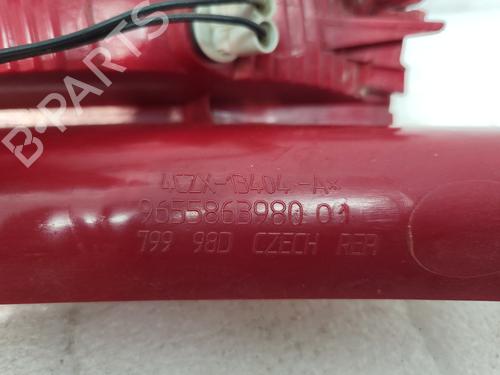 B-PARTS
4CZX-13404-A*
9655863980 01
799 98D CZECH REP